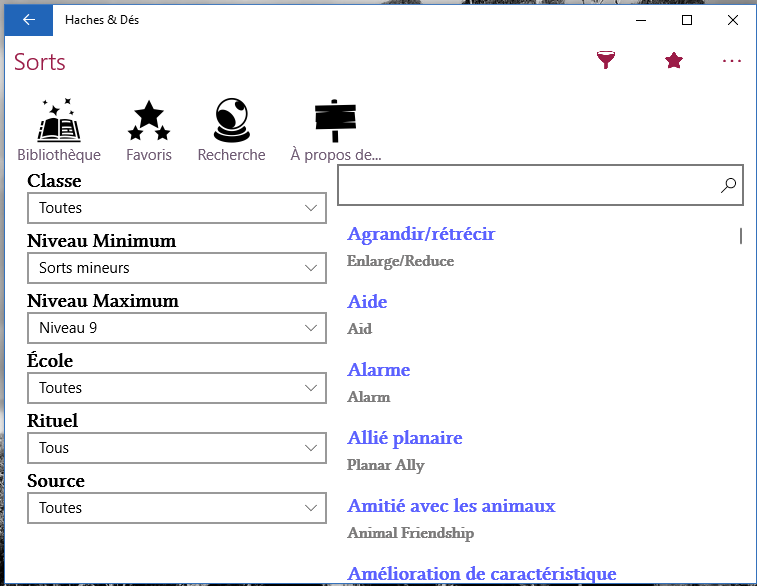 Haches & Dés
Sorts
Bibliothèque
Favoris
Recherche
À propos de...
Classe
Toutes
Niveau Minimum
Sorts mineurs
Niveau Maximum
Niveau 9
École
Toutes
Rituel
Tous
Source
Toutes
Agrandir/rétrécir
Enlarge/Reduce
Aide
Aid
Alarme
Alarm
Allié planaire
Planar Ally
Amitié avec les animaux
Animal Friendship
Amélioration de caractéristique